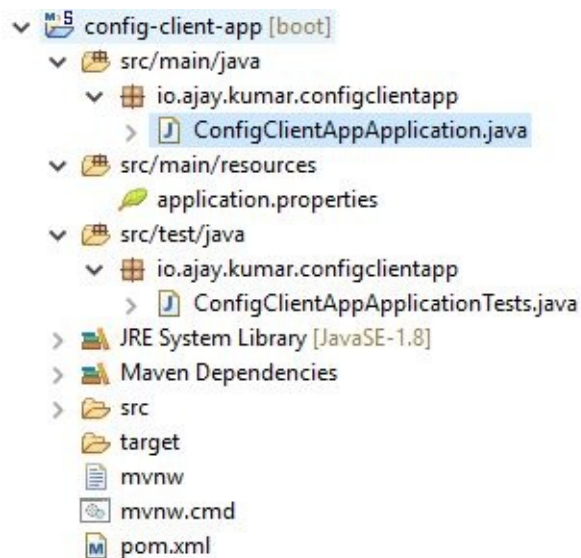 config-client-app [boot]
src/main/java
io.ajay.kumar.configclientapp
ConfigClientAppApplication.java
src/main/resources
application.properties
src/test/java
io.ajay.kumar.configclientapp
ConfigClientAppApplicationTests.java
JRE System Library [JavaSE-1.8]
Maven Dependencies
src
target
mvnw
mvnw.cmd
pom.xml